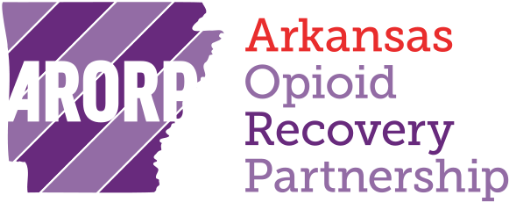 ARORP
Arkansas
Opioid
Recovery
Partnership